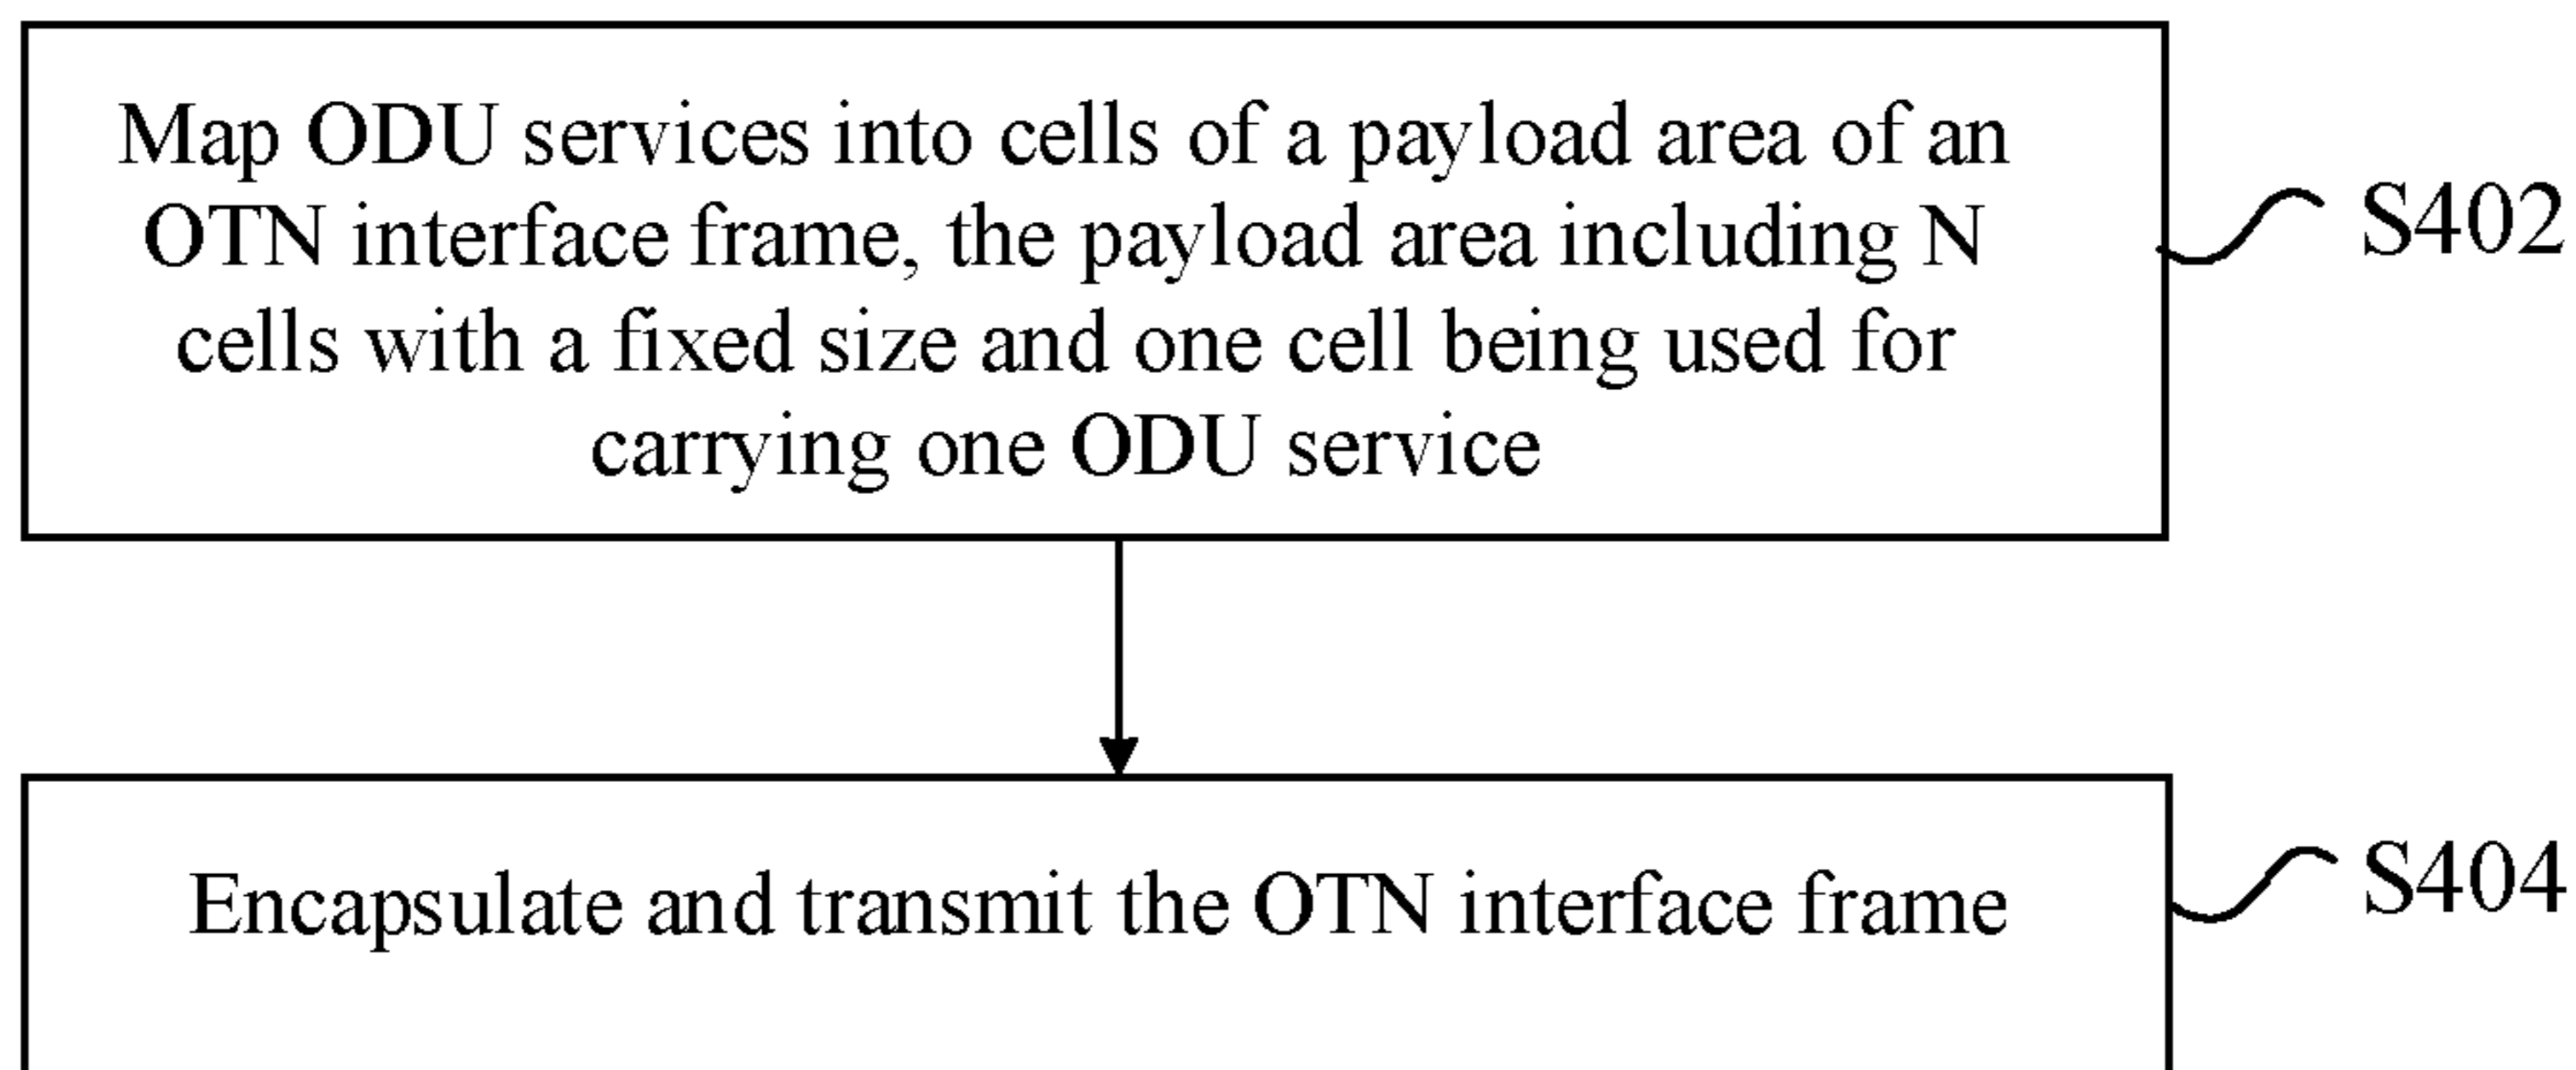 Map ODU services into cells of a payload area of an
OTN interface frame, the payload area including N
cells with a fixed size and one cell being used for
carrying one ODU service
S402
Encapsulate and transmit the OTN interface frame
S404